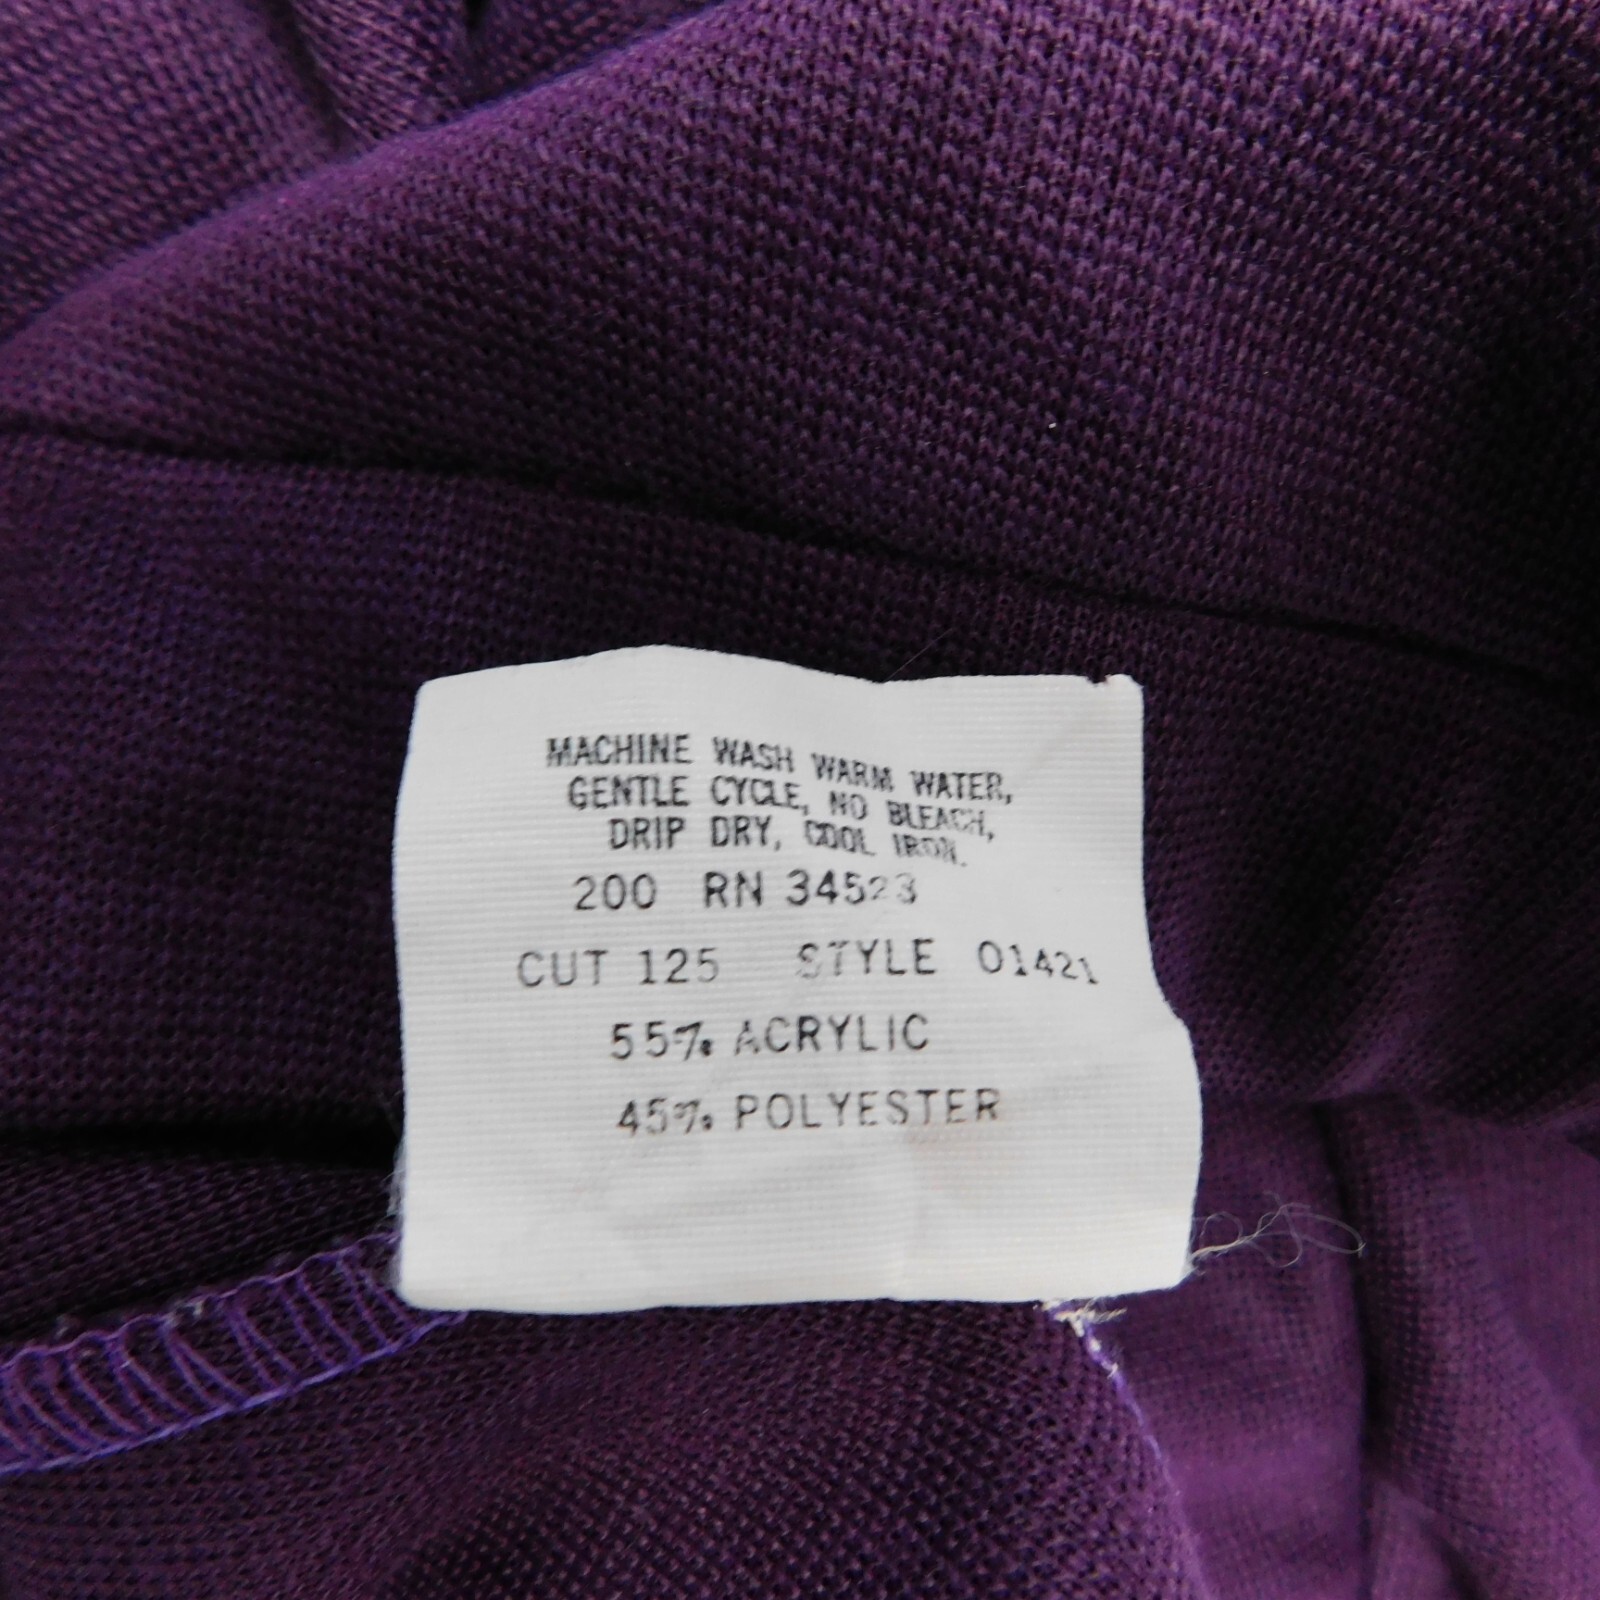 MACHINE WASH WARM WATER,
GENTLE CYCLE, NO BLEACH,
DRIP DRY, COOL IRON.
200 RN 34523
CUT 125 STYLE 01421
55% ACRYLIC
45% POLYESTER